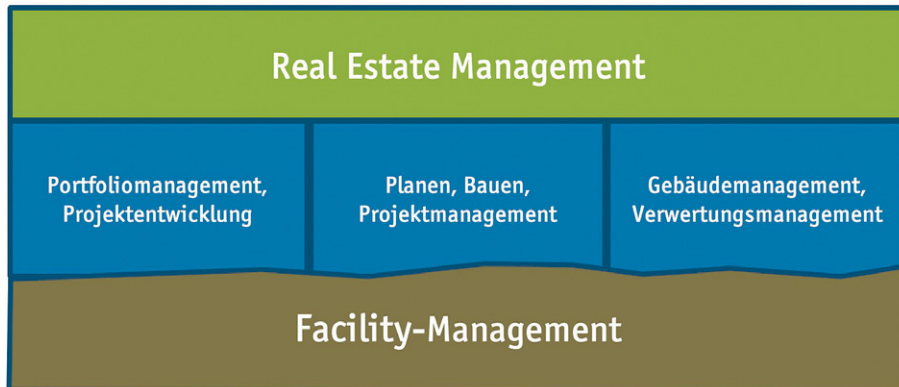 Real Estate Management
Portfoliomanagement,
Projektentwicklung
Planen, Bauen,
Projektmanagement
Gebäudemanagement,
Verwertungsmanagement
Facility-Management